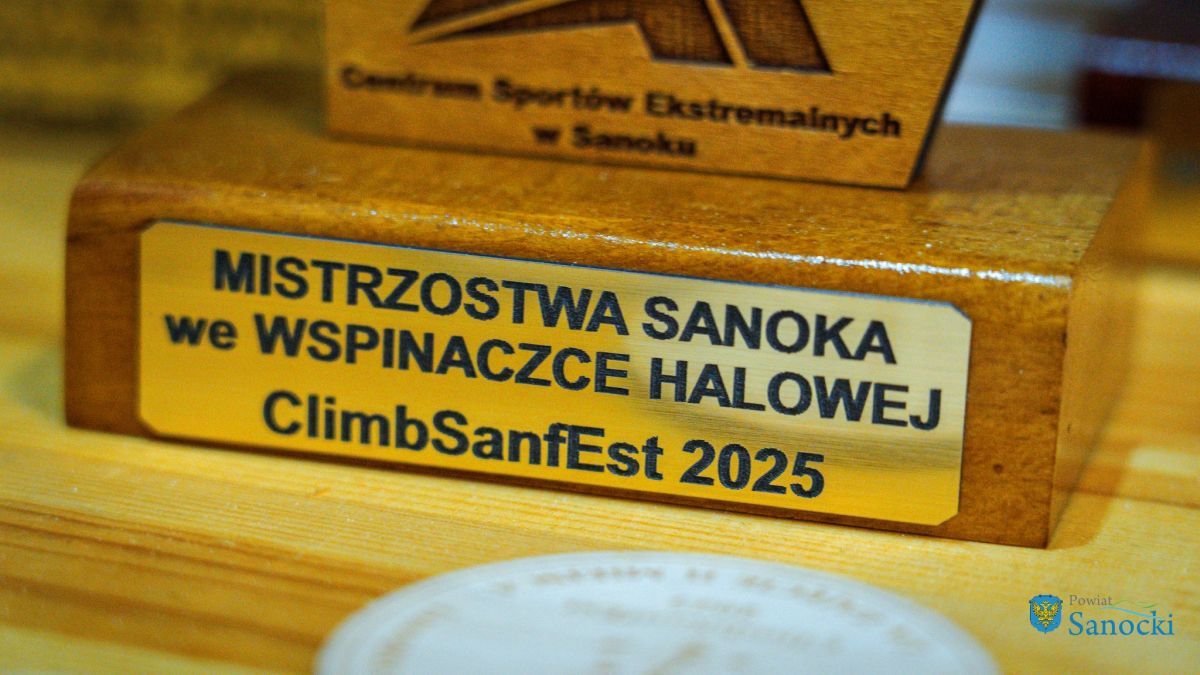 Centrum Sportów Ekstremalnych
w Sanoku
MISTRZOSTWA SANOKA
we WSPINACZCE HALOWEJ
ClimbSanfEst 2025
Powiat
Sanocki